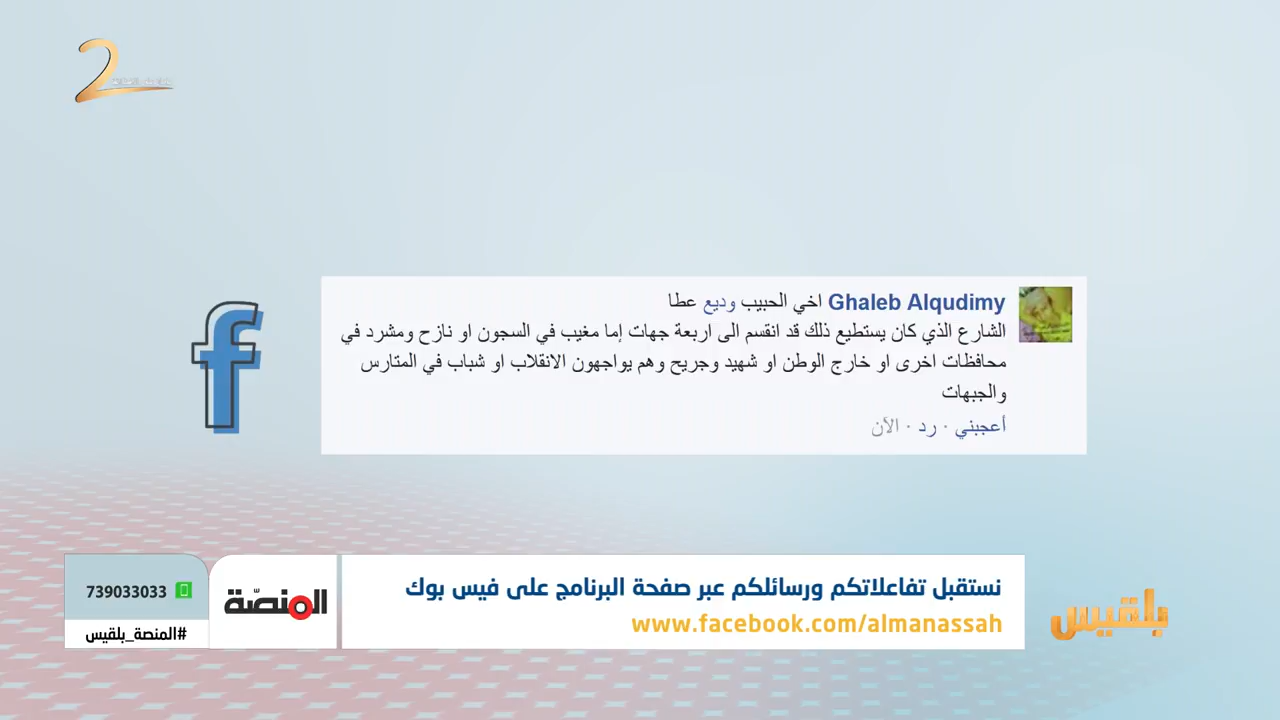 2
Ghaleb Alqudimy اخي الحبيب وديع عطا
الشارع الذي كان يستطيع ذلك قد انقسم الى اربعة جهات إما مغيب في السجون او نازح ومشرد في
محافظات اخرى او خارج الوطن او شهيد وجريح وهم يواجهون الانقلاب او شباب في المتارس
والجبهات
أعجبني · رد · الآن
نستقبل تفاعلاتكم ورسائلكم عبر صفحة البرنامج على فيس بوك
www.facebook.com/almanassah
المنصّة
739033033
#المنصة_بلقيس
بلقيس